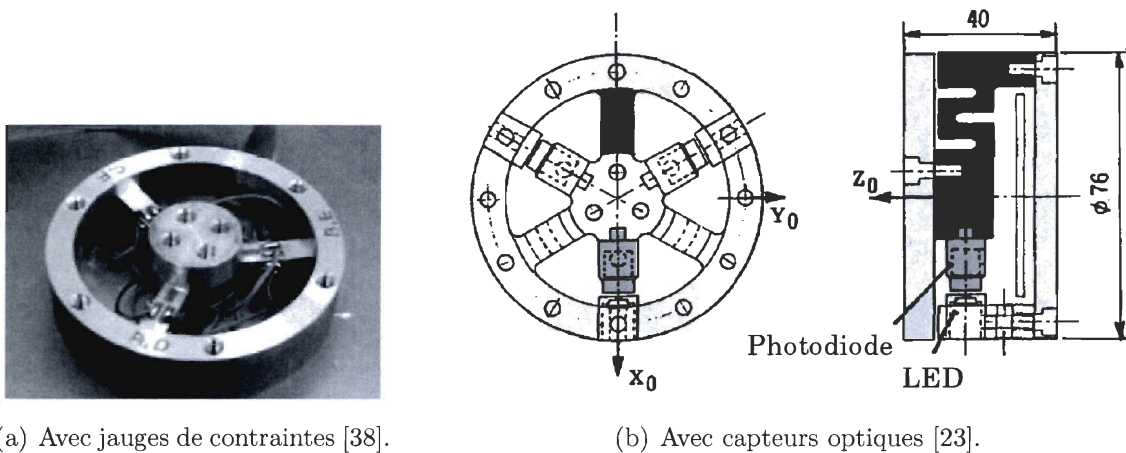 40
Z₀
ϕ 76
Y₀
X₀
Photodiode
LED
(a) Avec jauges de contraintes [38].
(b) Avec capteurs optiques [23].